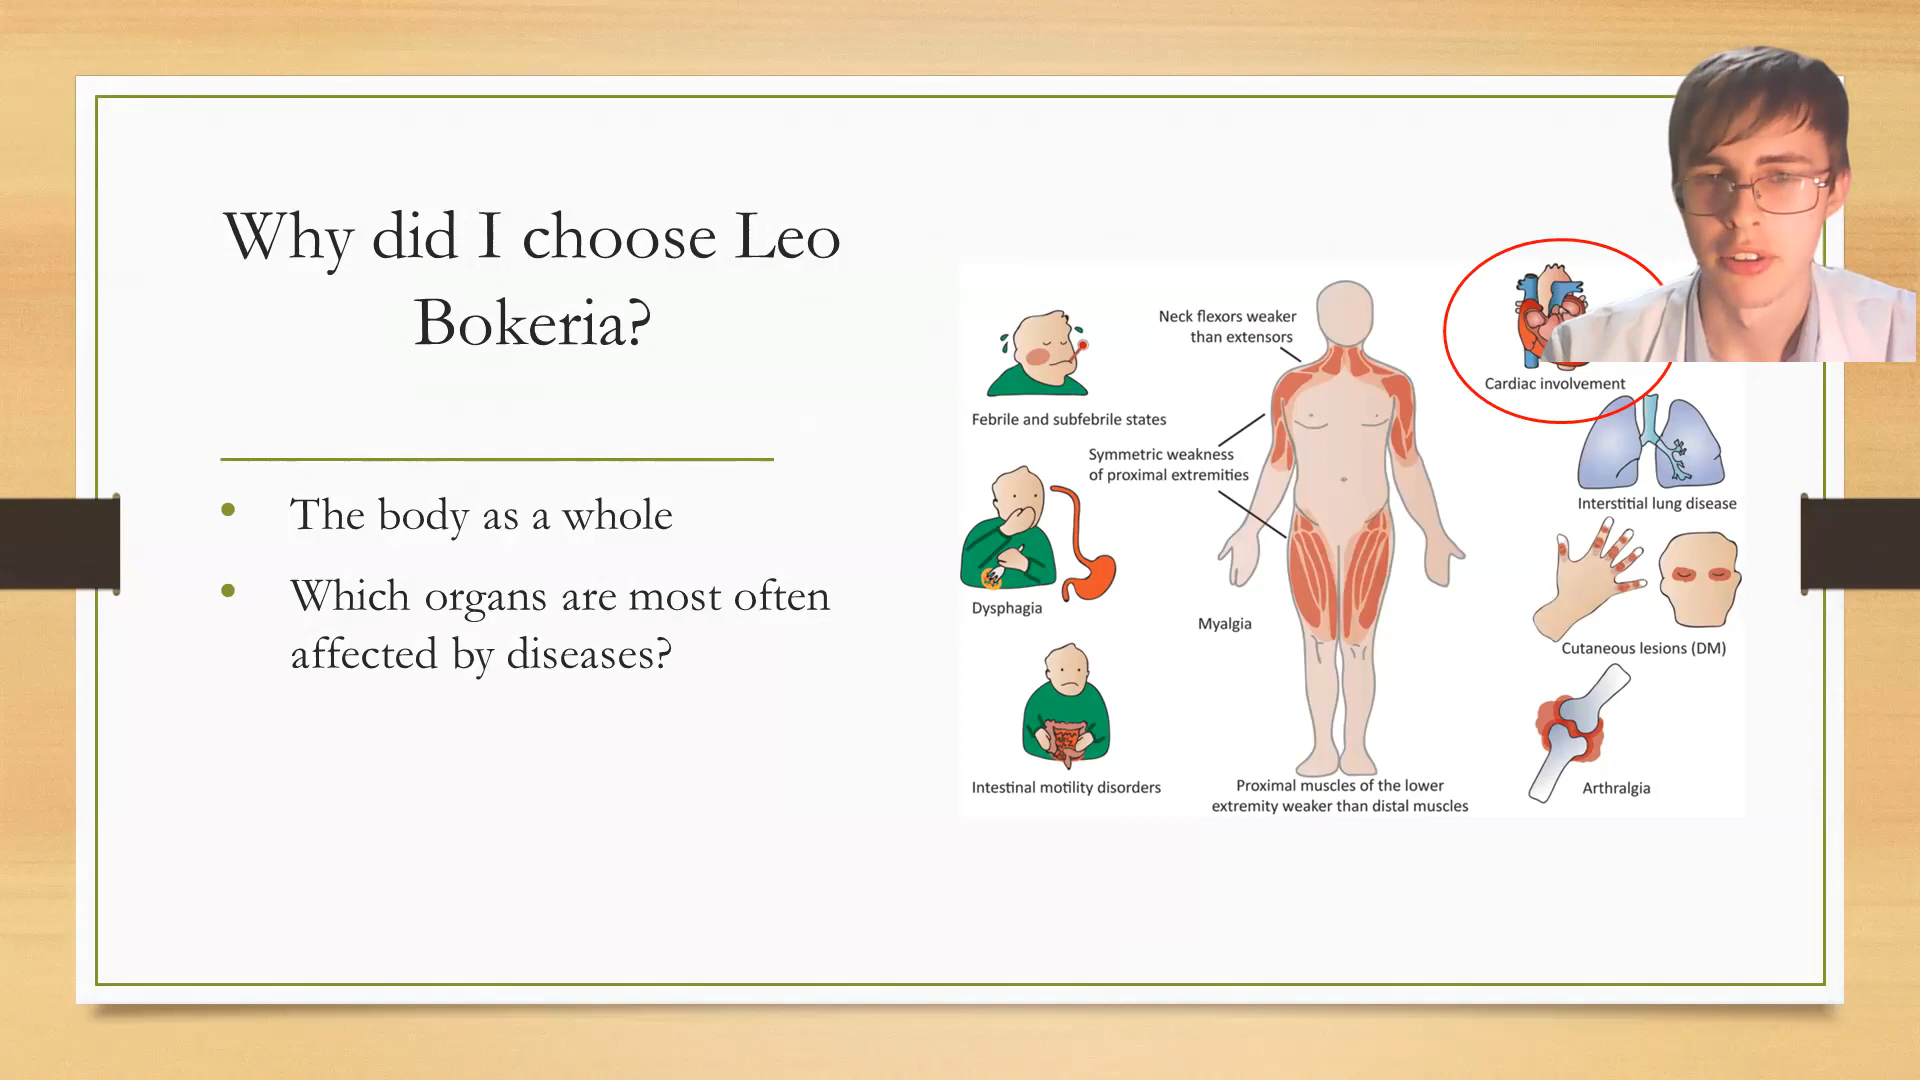 Why did I choose Leo
Bokeria?
The body as a whole
Which organs are most often
affected by diseases?
Febrile and subfebrile states
Dysphagia
Intestinal motility disorders
Neck flexors weaker
than extensors
Symmetric weakness
of proximal extremities
Myalgia
Proximal muscles of the lower
extremity weaker than distal muscles
Cardiac involvement
Interstitial lung disease
Cutaneous lesions (DM)
Arthralgia